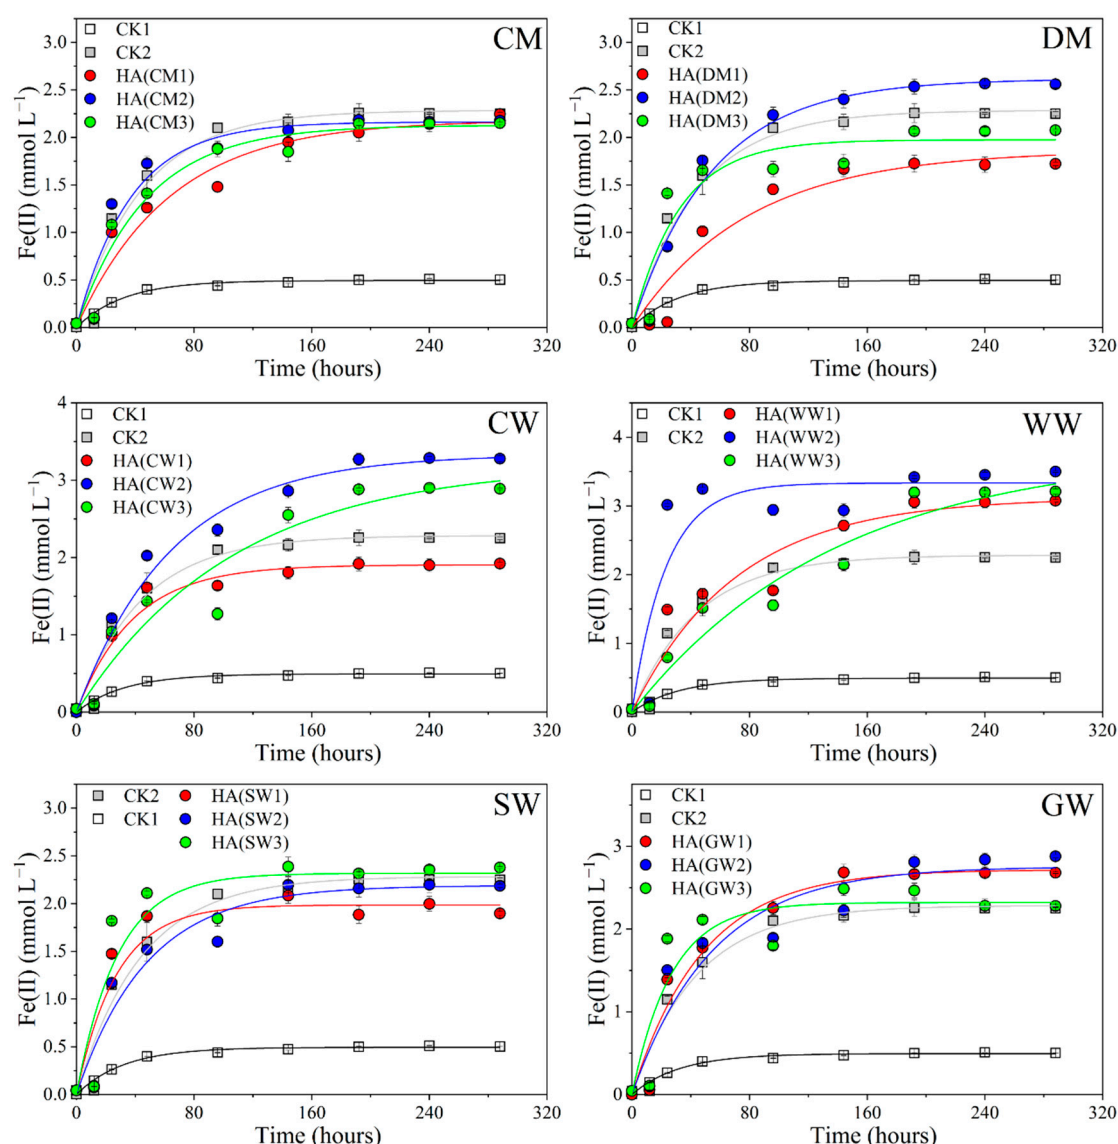 CM
CK1
CK2
HA(CM1)
HA(CM2)
HA(CM3)
Fe(II) (mmol L⁻¹)
3.0
2.5
2.0
1.5
1.0
0.5
0.0
0 80 160 240 320
Time (hours)
DM
CK1
CK2
HA(DM1)
HA(DM2)
HA(DM3)
Fe(II) (mmol L⁻¹)
3.0
2.5
2.0
1.5
1.0
0.5
0.0
0 80 160 240 320
Time (hours)
CW
CK1
CK2
HA(CW1)
HA(CW2)
HA(CW3)
Fe(II) (mmol L⁻¹)
4
3
2
1
0
0 80 160 240 320
Time (hours)
WW
CK1 HA(WW1)
CK2 HA(WW2)
HA(WW3)
Fe(II) (mmol L⁻¹)
4
3
2
1
0
0 80 160 240 320
Time (hours)
SW
CK2 HA(SW1)
CK1 HA(SW2)
HA(SW3)
Fe(II) (mmol L⁻¹)
3.0
2.5
2.0
1.5
1.0
0.5
0.0
0 80 160 240 320
Time (hours)
GW
CK1
CK2
HA(GW1)
HA(GW2)
HA(GW3)
Fe(II) (mmol L⁻¹)
3
2
1
0
0 80 160 240 320
Time (hours)